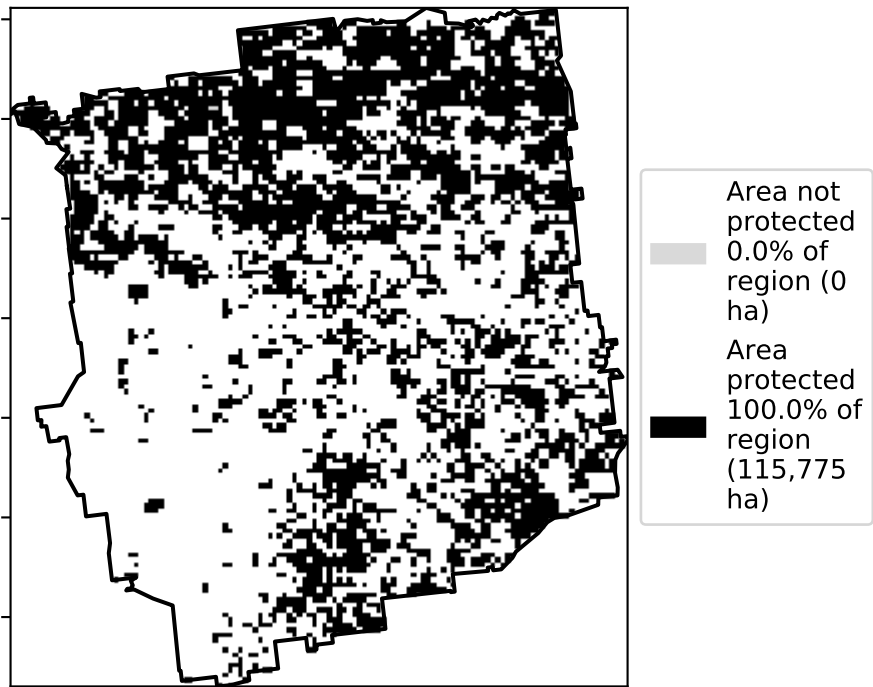 Area not
protected
0.0% of
region (0
ha)
Area
protected
100.0% of
region
(115,775
ha)